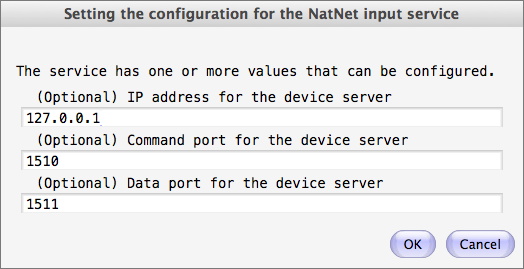 Setting the configuration for the NatNet input service
The service has one or more values that can be configured.
(Optional) IP address for the device server
127.0.0.1
(Optional) Command port for the device server
1510
(Optional) Data port for the device server
1511
OK Cancel